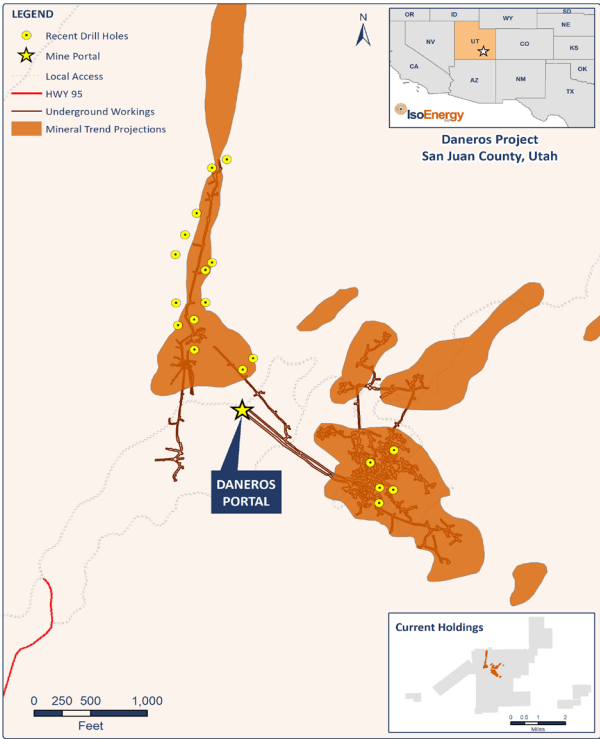 LEGEND
Recent Drill Holes
Mine Portal
Local Access
HWY 95
Underground Workings
Mineral Trend Projections
N
OR
ID
WY
SD
NE
NV
UT
CO
KS
CA
AZ
NM
OK
TX
IsoEnergy
Daneros Project
San Juan County, Utah
DANEROS
PORTAL
0 250 500 1,000
Feet
Current Holdings
0 0.5 1 2
Miles